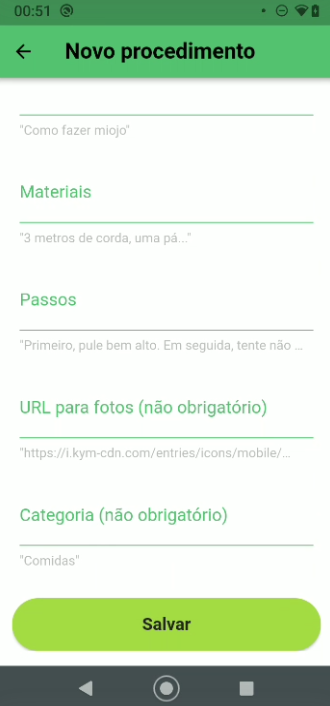 00:51
Novo procedimento
"Como fazer miojo"
Materiais
"3 metros de corda, uma pá..."
Passos
"Primeiro, pule bem alto. Em seguida, tente não ...
URL para fotos (não obrigatório)
"https://i.kym-cdn.com/entries/icons/mobile/...
Categoria (não obrigatório)
"Comidas"
Salvar